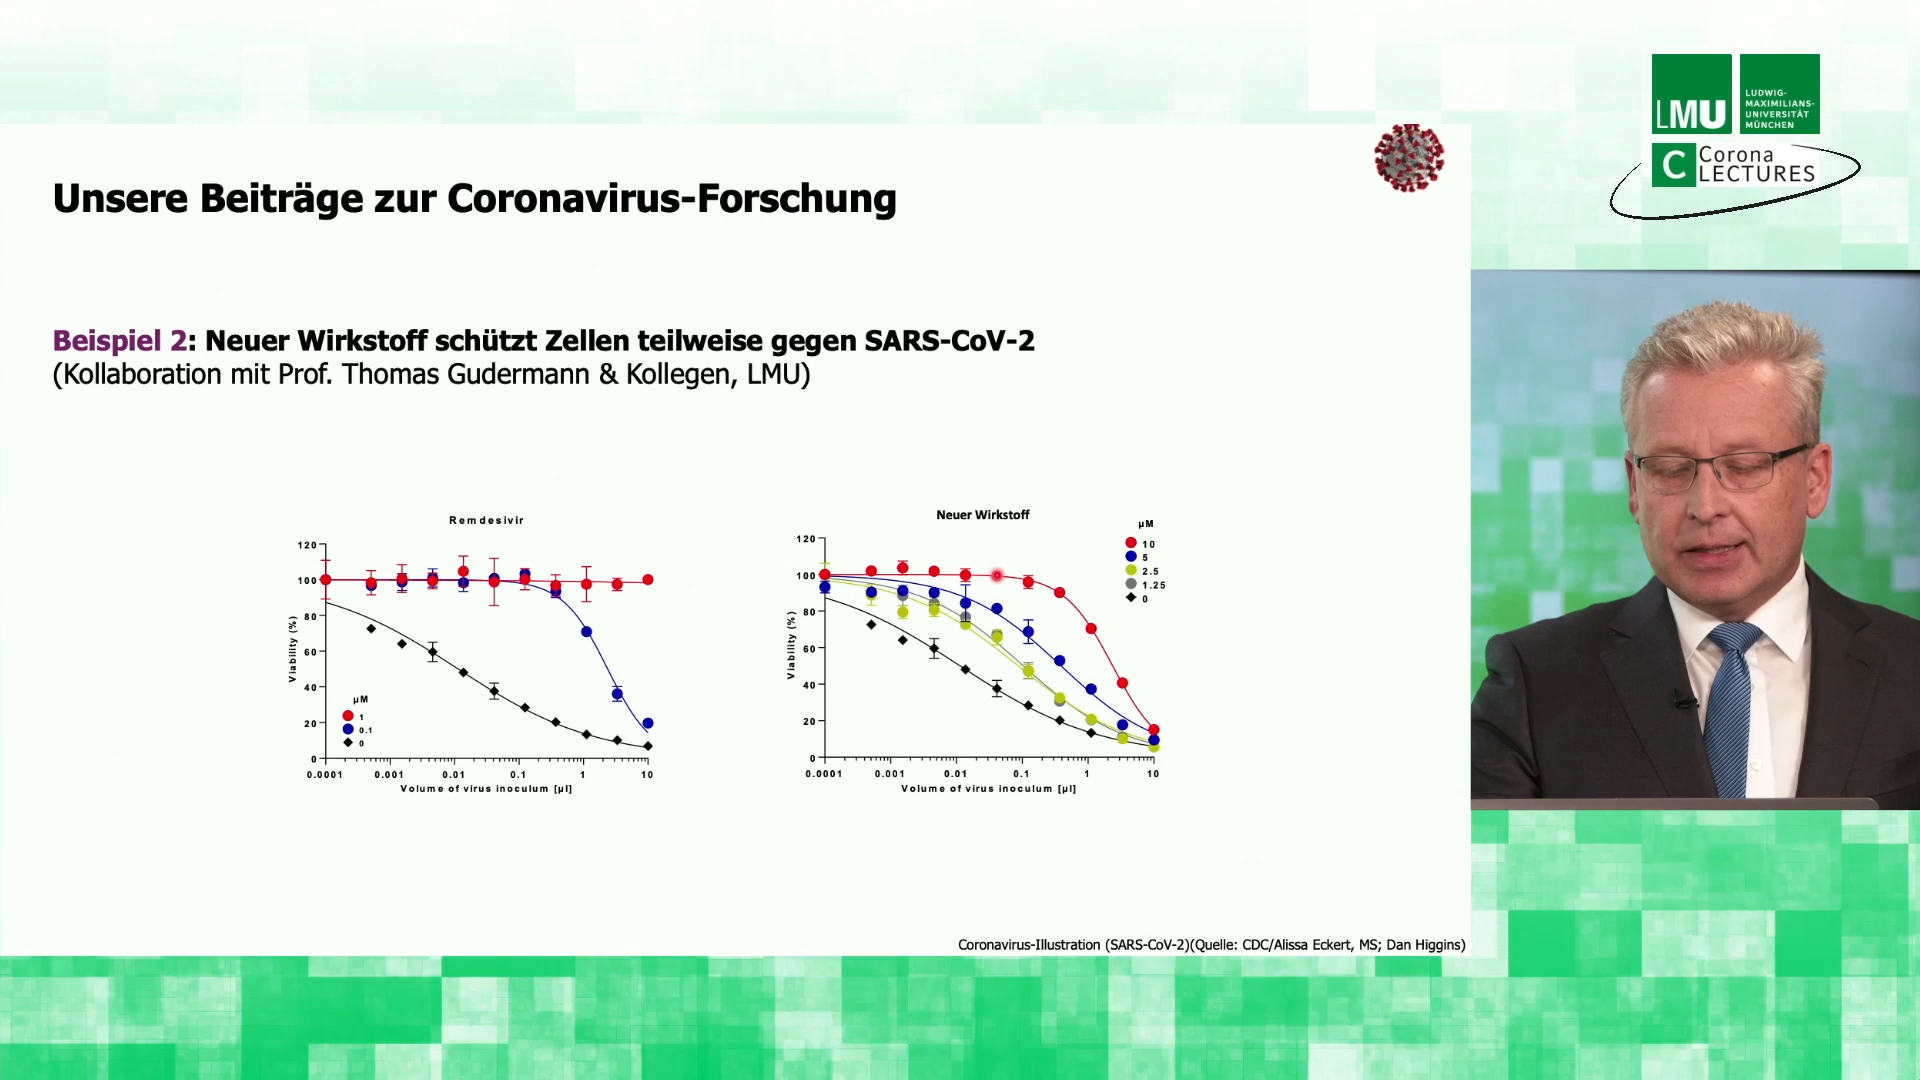 LMU
LUDWIG-
MAXIMILIANS-
UNIVERSITÄT
MÜNCHEN
C Corona
LECTURES
Unsere Beiträge zur Coronavirus-Forschung
Beispiel 2: Neuer Wirkstoff schützt Zellen teilweise gegen SARS-CoV-2
(Kollaboration mit Prof. Thomas Gudermann & Kollegen, LMU)
Remdesivir
120
100
80
60
40
20
0
Viability (%)
µM
1
0.1
0
0.0001 0.001 0.01 0.1 1 10
Volume of virus inoculum [µl]
Neuer Wirkstoff
120
100
80
60
40
20
0
Viability (%)
µM
10
5
2.5
1.25
0
0.0001 0.001 0.01 0.1 1 10
Volume of virus inoculum [µl]
Coronavirus-Illustration (SARS-CoV-2)(Quelle: CDC/Alissa Eckert, MS; Dan Higgins)